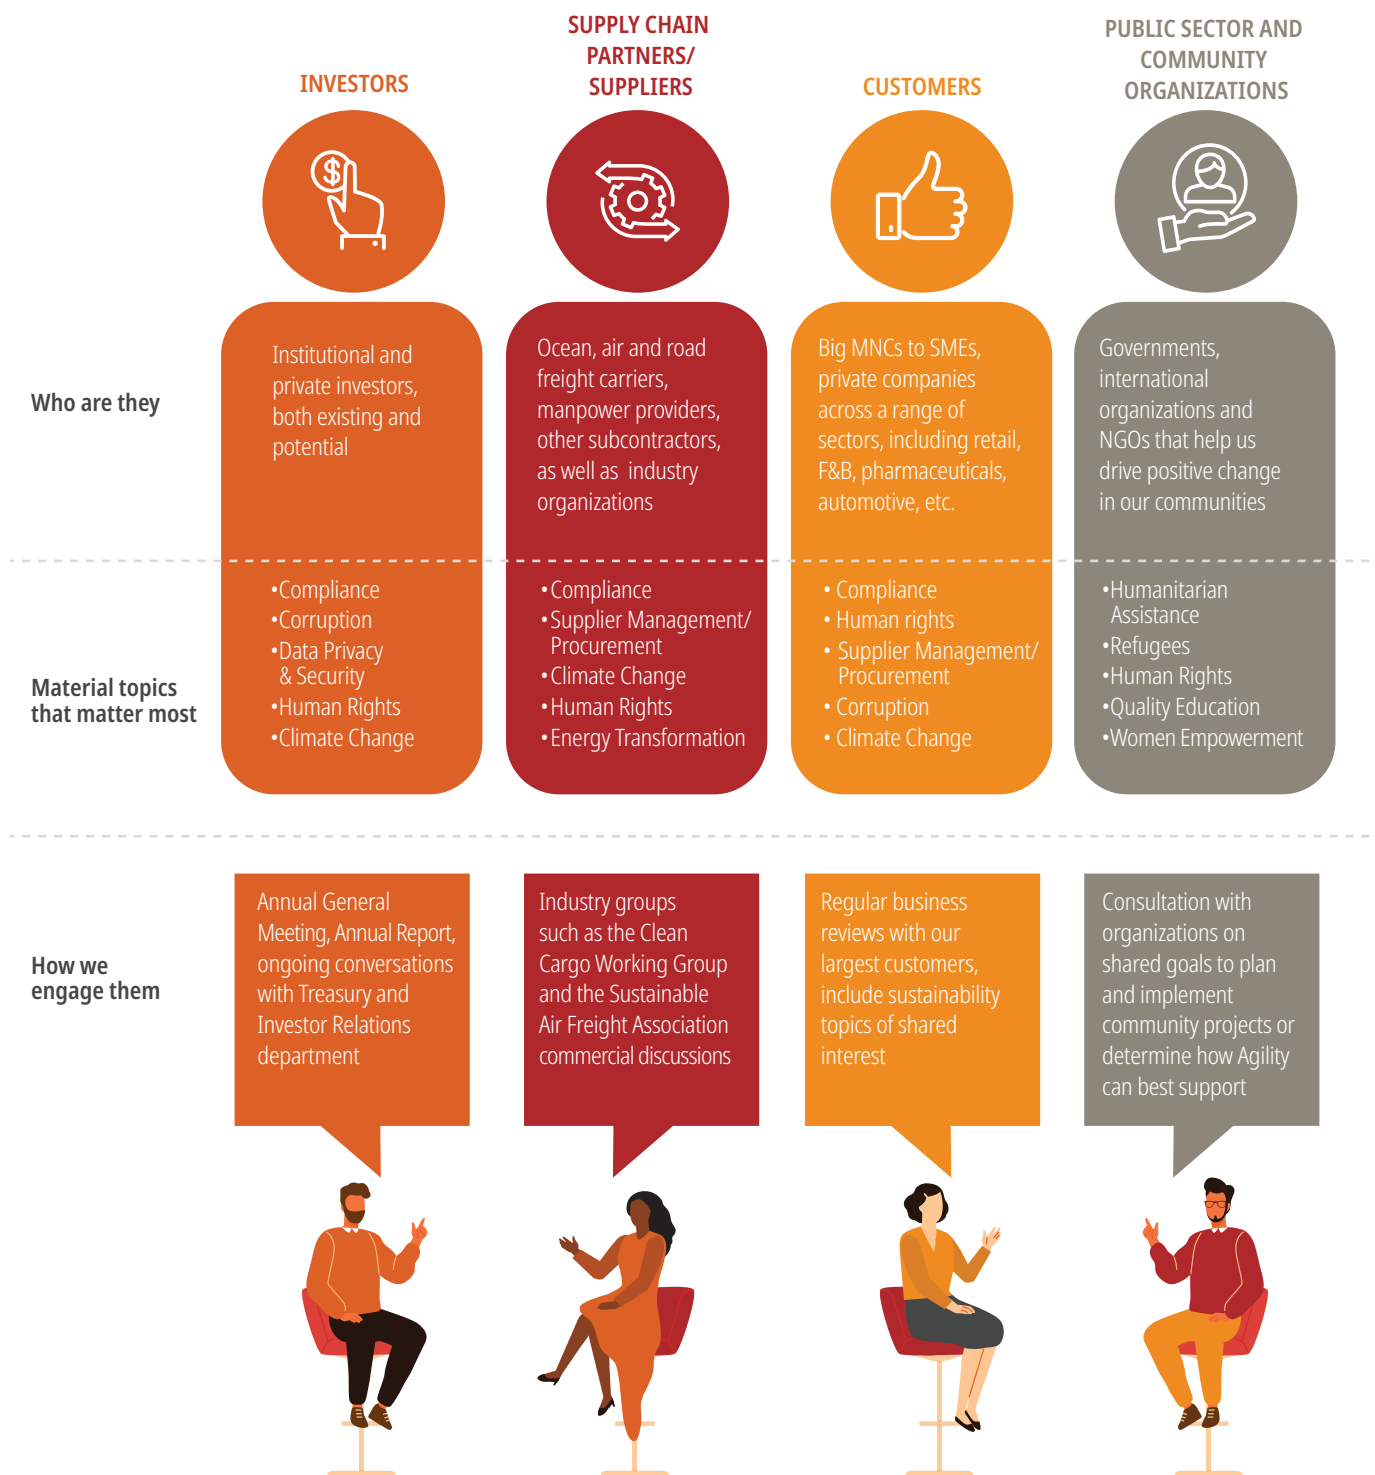 INVESTORS
SUPPLY CHAIN
PARTNERS/
SUPPLIERS
CUSTOMERS
PUBLIC SECTOR AND
COMMUNITY
ORGANIZATIONS
$
Who are they
Institutional and
private investors,
both existing and
potential
Ocean, air and road
freight carriers,
manpower providers,
other subcontractors,
as well as industry
organizations
Big MNCs to SMEs,
private companies
across a range of
sectors, including retail,
F&B, pharmaceuticals,
automotive, etc.
Governments,
international
organizations and
NGOs that help us
drive positive change
in our communities
Material topics
that matter most
•Compliance
•Corruption
•Data Privacy
& Security
•Human Rights
•Climate Change
•Compliance
•Supplier Management/
Procurement
•Climate Change
•Human Rights
•Energy Transformation
• Compliance
• Human rights
• Supplier Management/
Procurement
• Corruption
• Climate Change
•Humanitarian
Assistance
•Refugees
•Human Rights
•Quality Education
•Women Empowerment
How we
engage them
Annual General
Meeting, Annual Report,
ongoing conversations
with Treasury and
Investor Relations
department
Industry groups
such as the Clean
Cargo Working Group
and the Sustainable
Air Freight Association
commercial discussions
Regular business
reviews with our
largest customers,
include sustainability
topics of shared
interest
Consultation with
organizations on
shared goals to plan
and implement
community projects or
determine how Agility
can best support